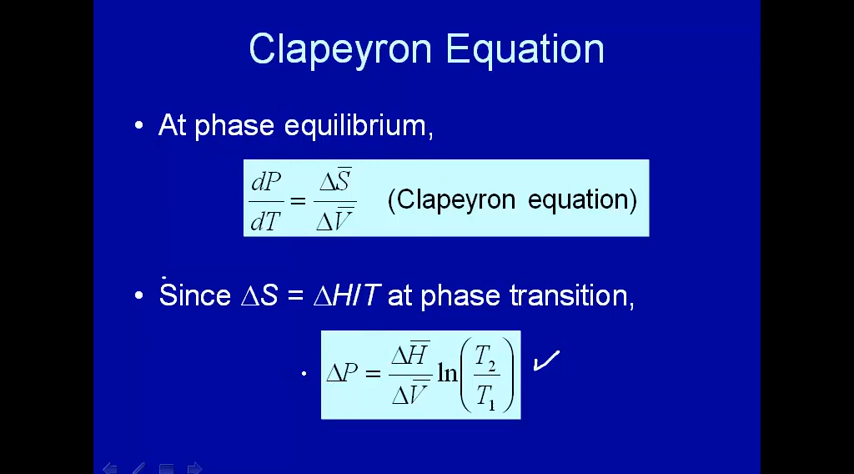 Clapeyron Equation
• At phase equilibrium,
dP/dT = ΔS̅/ΔV̅ (Clapeyron equation)
• Since ΔS = ΔH/T at phase transition,
ΔP = ΔH̅/ΔV̅ ln(T₂/T₁) ✓